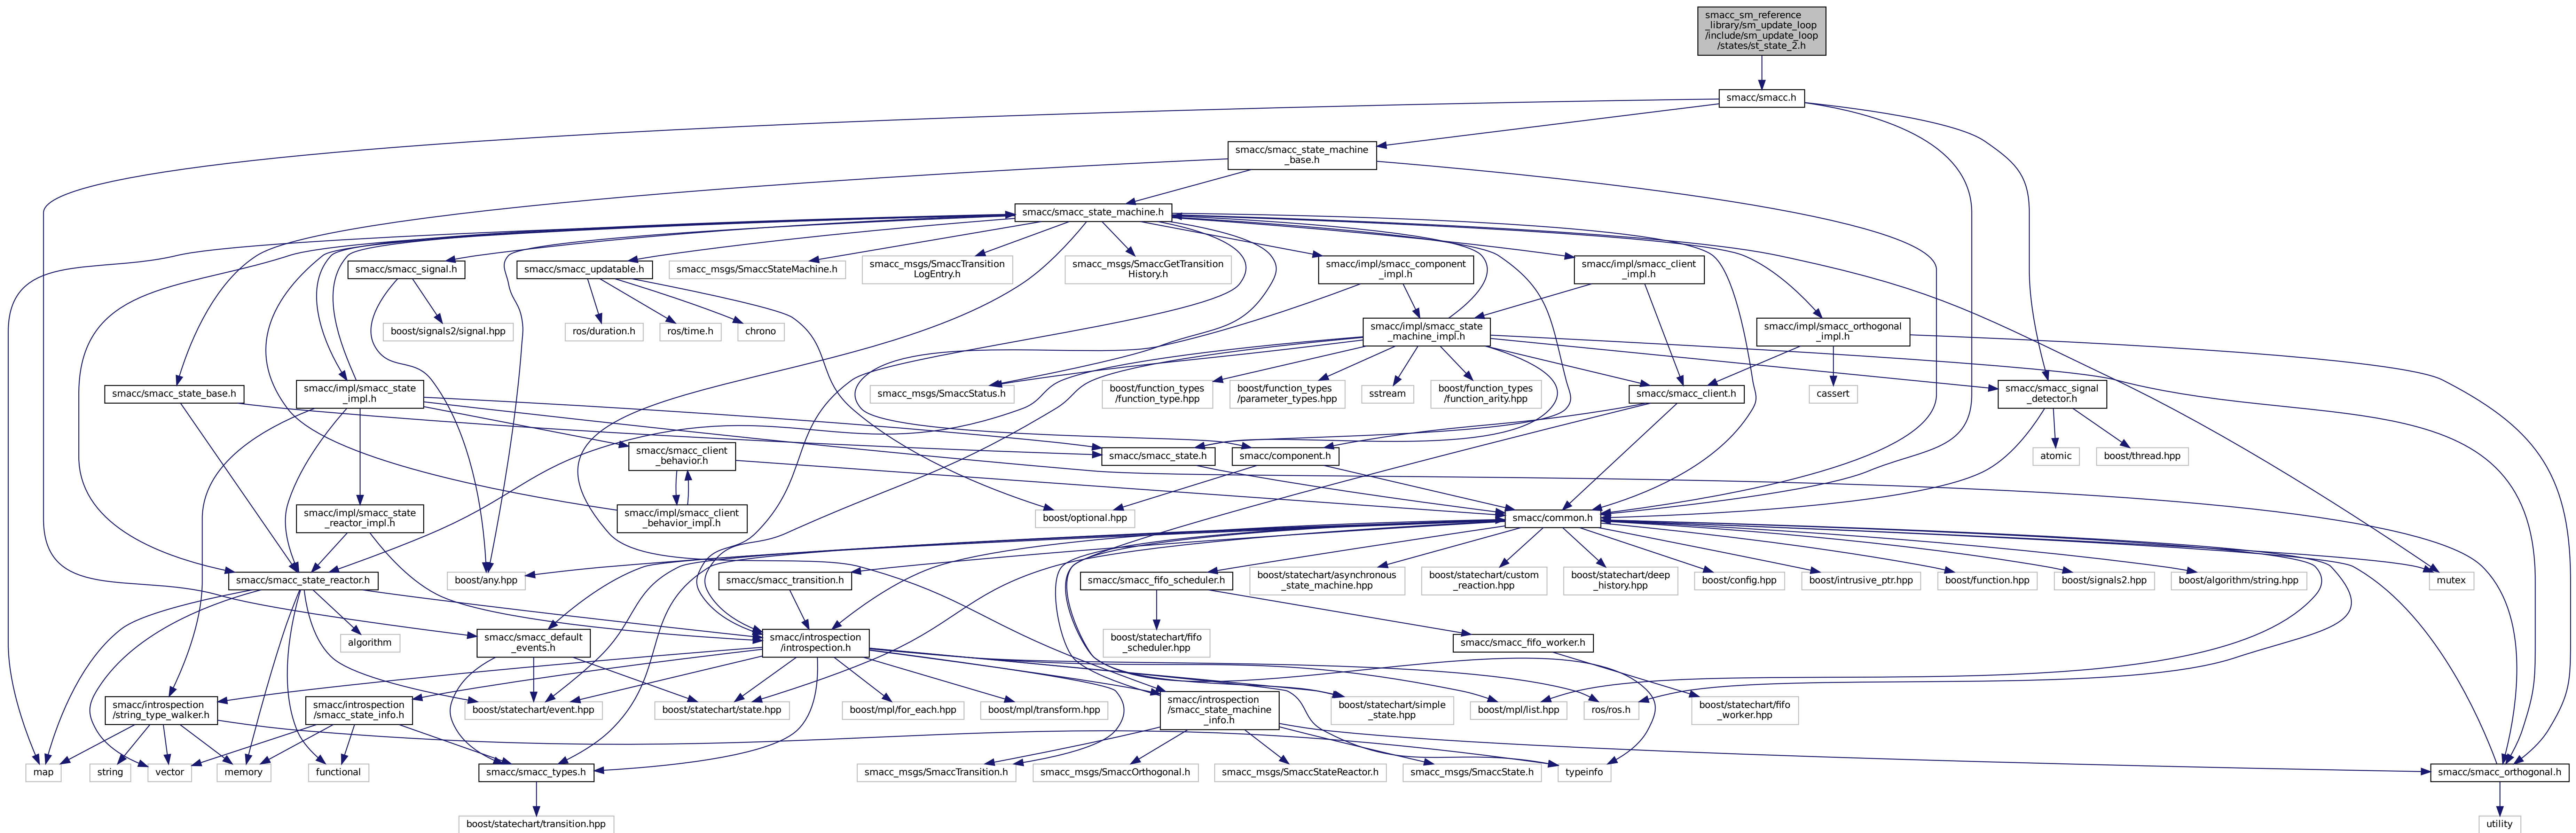 smacc_sm_reference
_library/sm_update_loop
/include/sm_update_loop
/states/st_state_2.h
smacc/smacc.h
smacc/smacc_state_machine
_base.h
smacc/smacc_state_machine.h
smacc/smacc_signal.h
smacc/smacc_updatable.h
smacc_msgs/SmaccStateMachine.h
smacc_msgs/SmaccTransition
LogEntry.h
smacc_msgs/SmaccGetTransition
History.h
smacc/impl/smacc_component
_impl.h
smacc/impl/smacc_client
_impl.h
boost/signals2/signal.hpp
ros/duration.h
ros/time.h
chrono
smacc/impl/smacc_state
_machine_impl.h
smacc/impl/smacc_orthogonal
_impl.h
smacc/smacc_state_base.h
smacc/impl/smacc_state
_impl.h
smacc_msgs/SmaccStatus.h
boost/function_types
/function_type.hpp
boost/function_types
/parameter_types.hpp
sstream
boost/function_types
/function_arity.hpp
smacc/smacc_client.h
cassert
smacc/smacc_signal
_detector.h
smacc/smacc_client
_behavior.h
smacc/smacc_state.h
smacc/component.h
atomic
boost/thread.hpp
smacc/impl/smacc_state
_reactor_impl.h
smacc/impl/smacc_client
_behavior_impl.h
boost/optional.hpp
smacc/common.h
smacc/smacc_state_reactor.h
boost/any.hpp
smacc/smacc_transition.h
smacc/smacc_fifo_scheduler.h
boost/statechart/asynchronous
_state_machine.hpp
boost/statechart/custom
_reaction.hpp
boost/statechart/deep
_history.hpp
boost/config.hpp
boost/intrusive_ptr.hpp
boost/function.hpp
boost/signals2.hpp
boost/algorithm/string.hpp
mutex
algorithm
smacc/smacc_default
_events.h
smacc/introspection
/introspection.h
boost/statechart/fifo
_scheduler.hpp
smacc/smacc_fifo_worker.h
smacc/introspection
/string_type_walker.h
smacc/introspection
/smacc_state_info.h
boost/statechart/event.hpp
boost/statechart/state.hpp
boost/mpl/for_each.hpp
boost/mpl/transform.hpp
smacc/introspection
/smacc_state_machine
_info.h
boost/statechart/simple
_state.hpp
boost/mpl/list.hpp
ros/ros.h
boost/statechart/fifo
_worker.hpp
map
string
vector
memory
functional
smacc/smacc_types.h
smacc_msgs/SmaccTransition.h
smacc_msgs/SmaccOrthogonal.h
smacc_msgs/SmaccStateReactor.h
smacc_msgs/SmaccState.h
typeinfo
smacc/smacc_orthogonal.h
boost/statechart/transition.hpp
utility